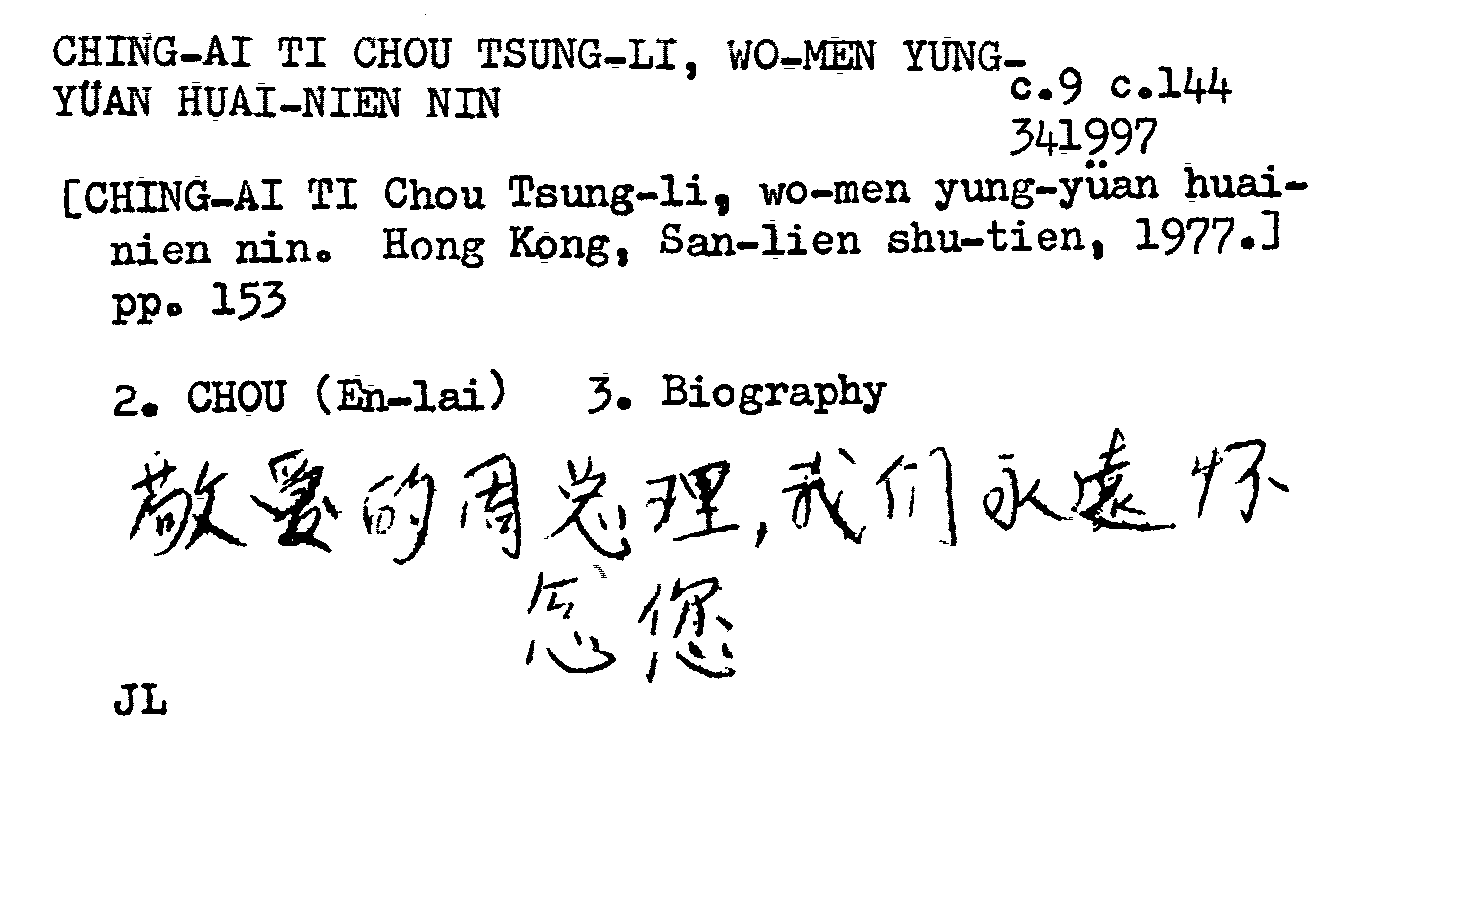 CHING-AI TI CHOU TSUNG-LI, WO-MEN YUNG-
YÜAN HUAI-NIEN NIN
c.9 c.144
341997
[CHING-AI TI Chou Tsung-li, wo-men yung-yüan huai-
nien nin. Hong Kong, San-lien shu-tien, 1977.]
pp. 153
2. CHOU (En-lai) 3. Biography
敬爱的周总理,我们永遠怀
念您
JL